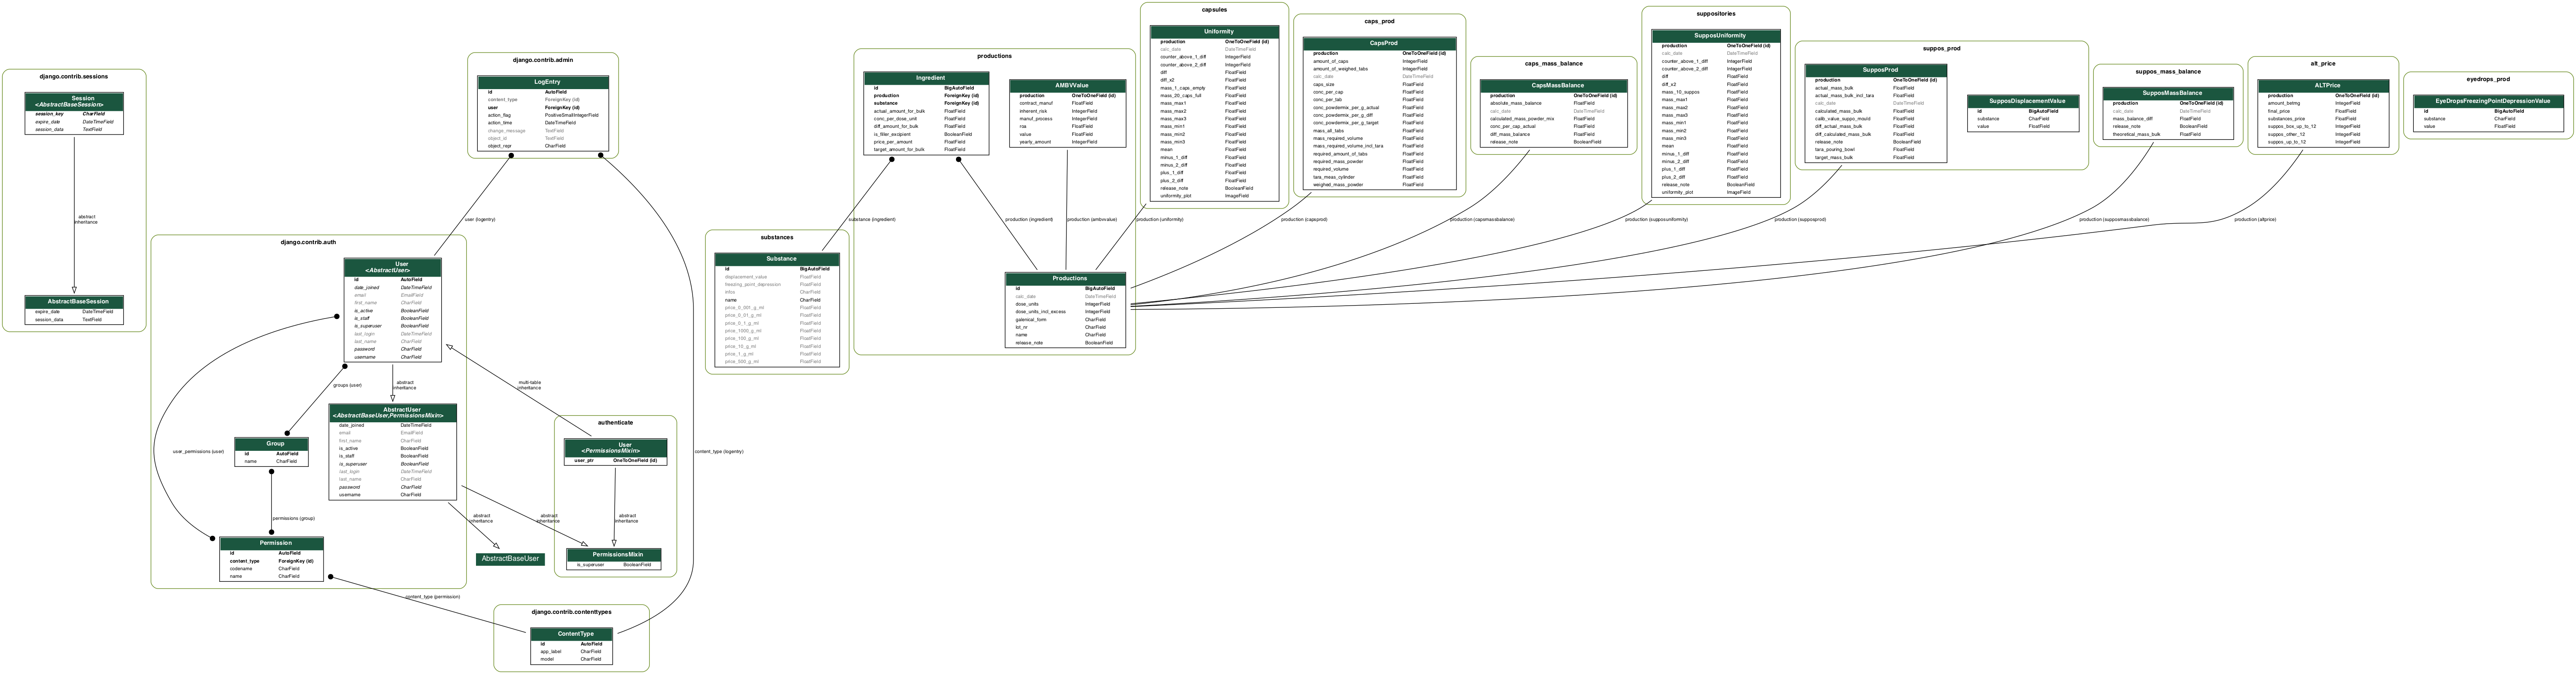 django.contrib.sessions
Session
<AbstractBaseSession>
session_key CharField
expire_date DateTimeField
session_data TextField
abstract
inheritance
AbstractBaseSession
expire_date DateTimeField
session_data TextField
django.contrib.admin
LogEntry
id AutoField
content_type ForeignKey (id)
user ForeignKey (id)
action_flag PositiveSmallIntegerField
action_time DateTimeField
change_message TextField
object_id TextField
object_repr CharField
user (logentry)
content_type (logentry)
django.contrib.auth
User
<AbstractUser>
id AutoField
date_joined DateTimeField
email EmailField
first_name CharField
is_active BooleanField
is_staff BooleanField
is_superuser BooleanField
last_login DateTimeField
last_name CharField
password CharField
username CharField
groups (user)
abstract
inheritance
user_permissions (user)
AbstractUser
<AbstractBaseUser,PermissionsMixin>
date_joined DateTimeField
email EmailField
first_name CharField
is_active BooleanField
is_staff BooleanField
is_superuser BooleanField
last_login DateTimeField
last_name CharField
password CharField
username CharField
Group
id AutoField
name CharField
permissions (group)
Permission
id AutoField
content_type ForeignKey (id)
codename CharField
name CharField
content_type (permission)
abstract
inheritance
AbstractBaseUser
multi-table
inheritance
authenticate
User
<PermissionsMixin>
user_ptr OneToOneField (id)
abstract
inheritance
abstract
inheritance
PermissionsMixin
is_superuser BooleanField
django.contrib.contenttypes
ContentType
id AutoField
app_label CharField
model CharField
substances
Substance
id BigAutoField
displacement_value FloatField
freezing_point_depression FloatField
infos CharField
name CharField
price_0_001_g_ml FloatField
price_0_01_g_ml FloatField
price_0_1_g_ml FloatField
price_1000_g_ml FloatField
price_100_g_ml FloatField
price_10_g_ml FloatField
price_1_g_ml FloatField
price_500_g_ml FloatField
productions
Ingredient
id BigAutoField
production ForeignKey (id)
substance ForeignKey (id)
actual_amount_for_bulk FloatField
conc_per_dose_unit FloatField
diff_amount_for_bulk FloatField
is_filler_excipient BooleanField
price_per_amount FloatField
target_amount_for_bulk FloatField
AMBVValue
production OneToOneField (id)
contract_manuf FloatField
inherent_risk IntegerField
manuf_process IntegerField
roa FloatField
value FloatField
yearly_amount IntegerField
substance (ingredient)
production (ingredient)
production (ambvvalue)
Productions
id BigAutoField
calc_date DateTimeField
dose_units IntegerField
dose_units_incl_excess IntegerField
galenical_form CharField
lot_nr CharField
name CharField
release_note BooleanField
capsules
Uniformity
production OneToOneField (id)
calc_date DateTimeField
counter_above_1_diff IntegerField
counter_above_2_diff IntegerField
diff FloatField
diff_x2 FloatField
mass_1_caps_empty FloatField
mass_20_caps_full FloatField
mass_max1 FloatField
mass_max2 FloatField
mass_max3 FloatField
mass_min1 FloatField
mass_min2 FloatField
mass_min3 FloatField
mean FloatField
minus_1_diff FloatField
minus_2_diff FloatField
plus_1_diff FloatField
plus_2_diff FloatField
release_note BooleanField
uniformity_plot ImageField
production (uniformity)
caps_prod
CapsProd
production OneToOneField (id)
amount_of_caps IntegerField
amount_of_weighed_tabs IntegerField
calc_date DateTimeField
caps_size FloatField
conc_per_cap FloatField
conc_per_tab FloatField
conc_powdermix_per_g_actual FloatField
conc_powdermix_per_g_diff FloatField
conc_powdermix_per_g_target FloatField
mass_all_tabs FloatField
mass_required_volume FloatField
mass_required_volume_incl_tara FloatField
required_amount_of_tabs FloatField
required_mass_powder FloatField
required_volume FloatField
tara_meas_cylinder FloatField
weighed_mass_powder FloatField
production (capsprod)
caps_mass_balance
CapsMassBalance
production OneToOneField (id)
absolute_mass_balance FloatField
calc_date DateTimeField
calculated_mass_powder_mix FloatField
conc_per_cap_actual FloatField
diff_mass_balance FloatField
release_note BooleanField
production (capsmassbalance)
suppositories
SupposUniformity
production OneToOneField (id)
calc_date DateTimeField
counter_above_1_diff IntegerField
counter_above_2_diff IntegerField
diff FloatField
diff_x2 FloatField
mass_10_suppos FloatField
mass_max1 FloatField
mass_max2 FloatField
mass_max3 FloatField
mass_min1 FloatField
mass_min2 FloatField
mass_min3 FloatField
mean FloatField
minus_1_diff FloatField
minus_2_diff FloatField
plus_1_diff FloatField
plus_2_diff FloatField
release_note BooleanField
uniformity_plot ImageField
production (supposuniformity)
suppos_prod
SupposProd
production OneToOneField (id)
actual_mass_bulk FloatField
actual_mass_bulk_incl_tara FloatField
calc_date DateTimeField
calculated_mass_bulk FloatField
calib_value_suppo_mould FloatField
diff_actual_mass_bulk FloatField
diff_calculated_mass_bulk FloatField
release_note BooleanField
tara_pouring_bowl FloatField
target_mass_bulk FloatField
production (supposprod)
SupposDisplacementValue
id BigAutoField
substance CharField
value FloatField
suppos_mass_balance
SupposMassBalance
production OneToOneField (id)
calc_date DateTimeField
mass_balance_diff FloatField
release_note BooleanField
theoretical_mass_bulk FloatField
production (supposmassbalance)
alt_price
ALTPrice
production OneToOneField (id)
amount_betmg IntegerField
final_price FloatField
substances_price FloatField
suppos_box_up_to_12 IntegerField
suppos_other_12 IntegerField
suppos_up_to_12 IntegerField
production (altprice)
eyedrops_prod
EyeDropsFreezingPointDepressionValue
id BigAutoField
substance CharField
value FloatField